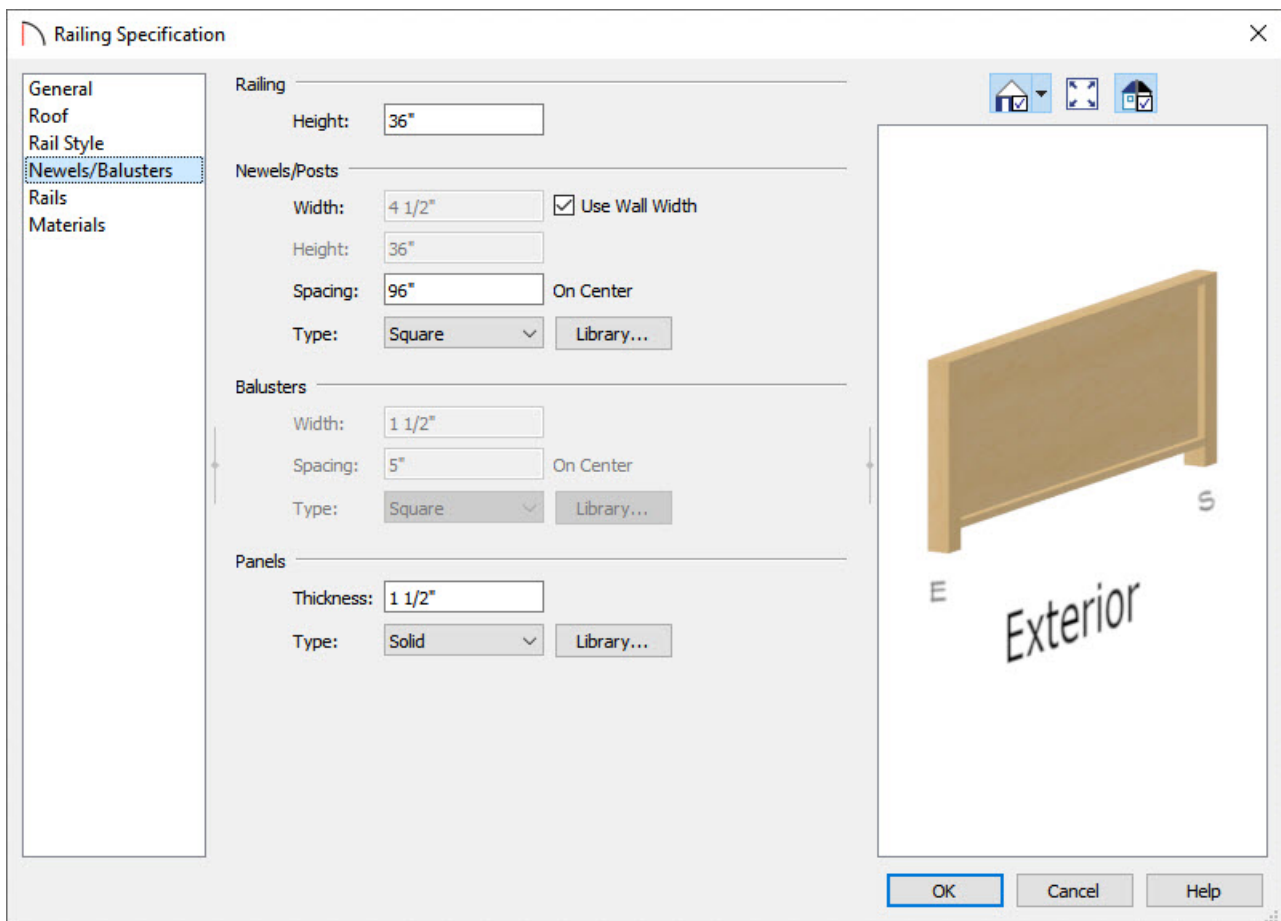 Railing Specification
General
Roof
Rail Style
Newels/Balusters
Rails
Materials
Railing
Height: 36"
Newels/Posts
Width: 4 1/2" Use Wall Width
Height: 36"
Spacing: 96" On Center
Type: Square Library...
Balusters
Width: 1 1/2"
Spacing: 5" On Center
Type: Square Library...
Panels
Thickness: 1 1/2"
Type: Solid Library...
S
E
Exterior
OK Cancel Help